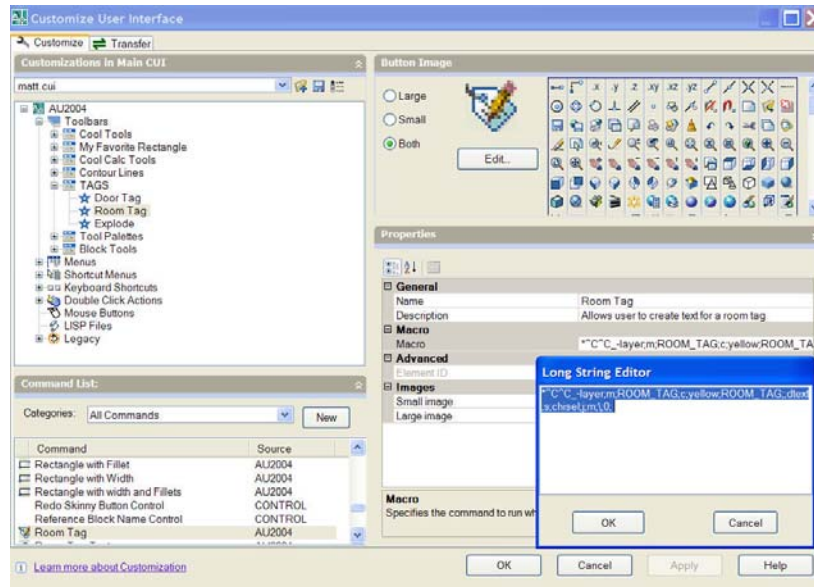 Customize User Interface
Customize Transfer
Customizations in Main CUI
matt.cui
AU2004
Toolbars
Cool Tools
My Favorite Rectangle
Cool Calc Tools
Contour Lines
TAGS
Door Tag
Room Tag
Explode
Tool Palettes
Block Tools
Menus
Shortcut Menus
Keyboard Shortcuts
Double Click Actions
Mouse Buttons
LISP Files
Legacy
Command List:
Categories: All Commands New
Command Source
Rectangle with Fillet AU2004
Rectangle with Width AU2004
Rectangle with width and Fillets AU2004
Redo Skinny Button Control CONTROL
Reference Block Name Control CONTROL
Room Tag AU2004
Button Image
Large
Small
Both
Edit...
Properties
General
Name Room Tag
Description Allows user to create text for a room tag
Macro
Macro *^C^C_-layer;m;ROOM_TAG;c;yellow;ROOM_TA
Advanced
Element ID
Images
Small image
Large image
Macro
Specifies the command to run wh
Long String Editor
*^C^C_-layer;m;ROOM_TAG;c;yellow;ROOM_TAG;;dtext
;s;chisel;j;m;\0;
OK Cancel
Learn more about Customization
OK Cancel Apply Help